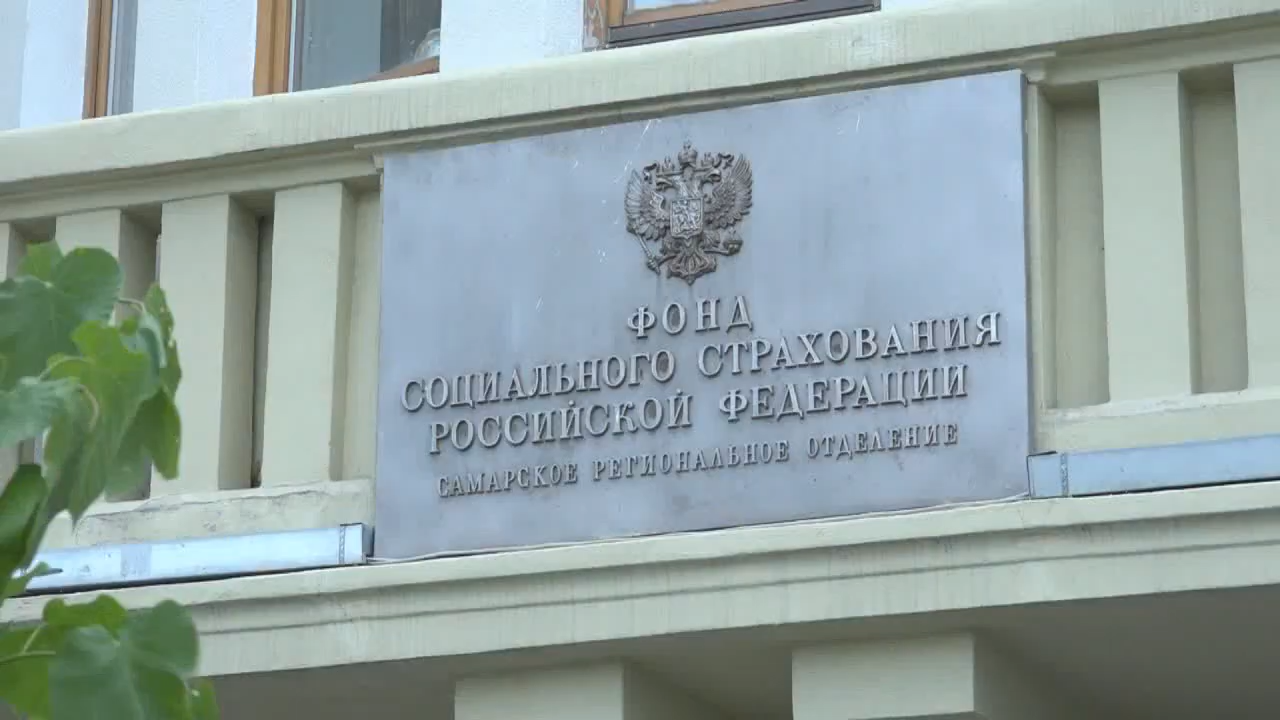 ФОНД
СОЦИАЛЬНОГО СТРАХОВАНИЯ
РОССИЙСКОЙ ФЕДЕРАЦИИ
САМАРСКОЕ РЕГИОНАЛЬНОЕ ОТДЕЛЕНИЕ